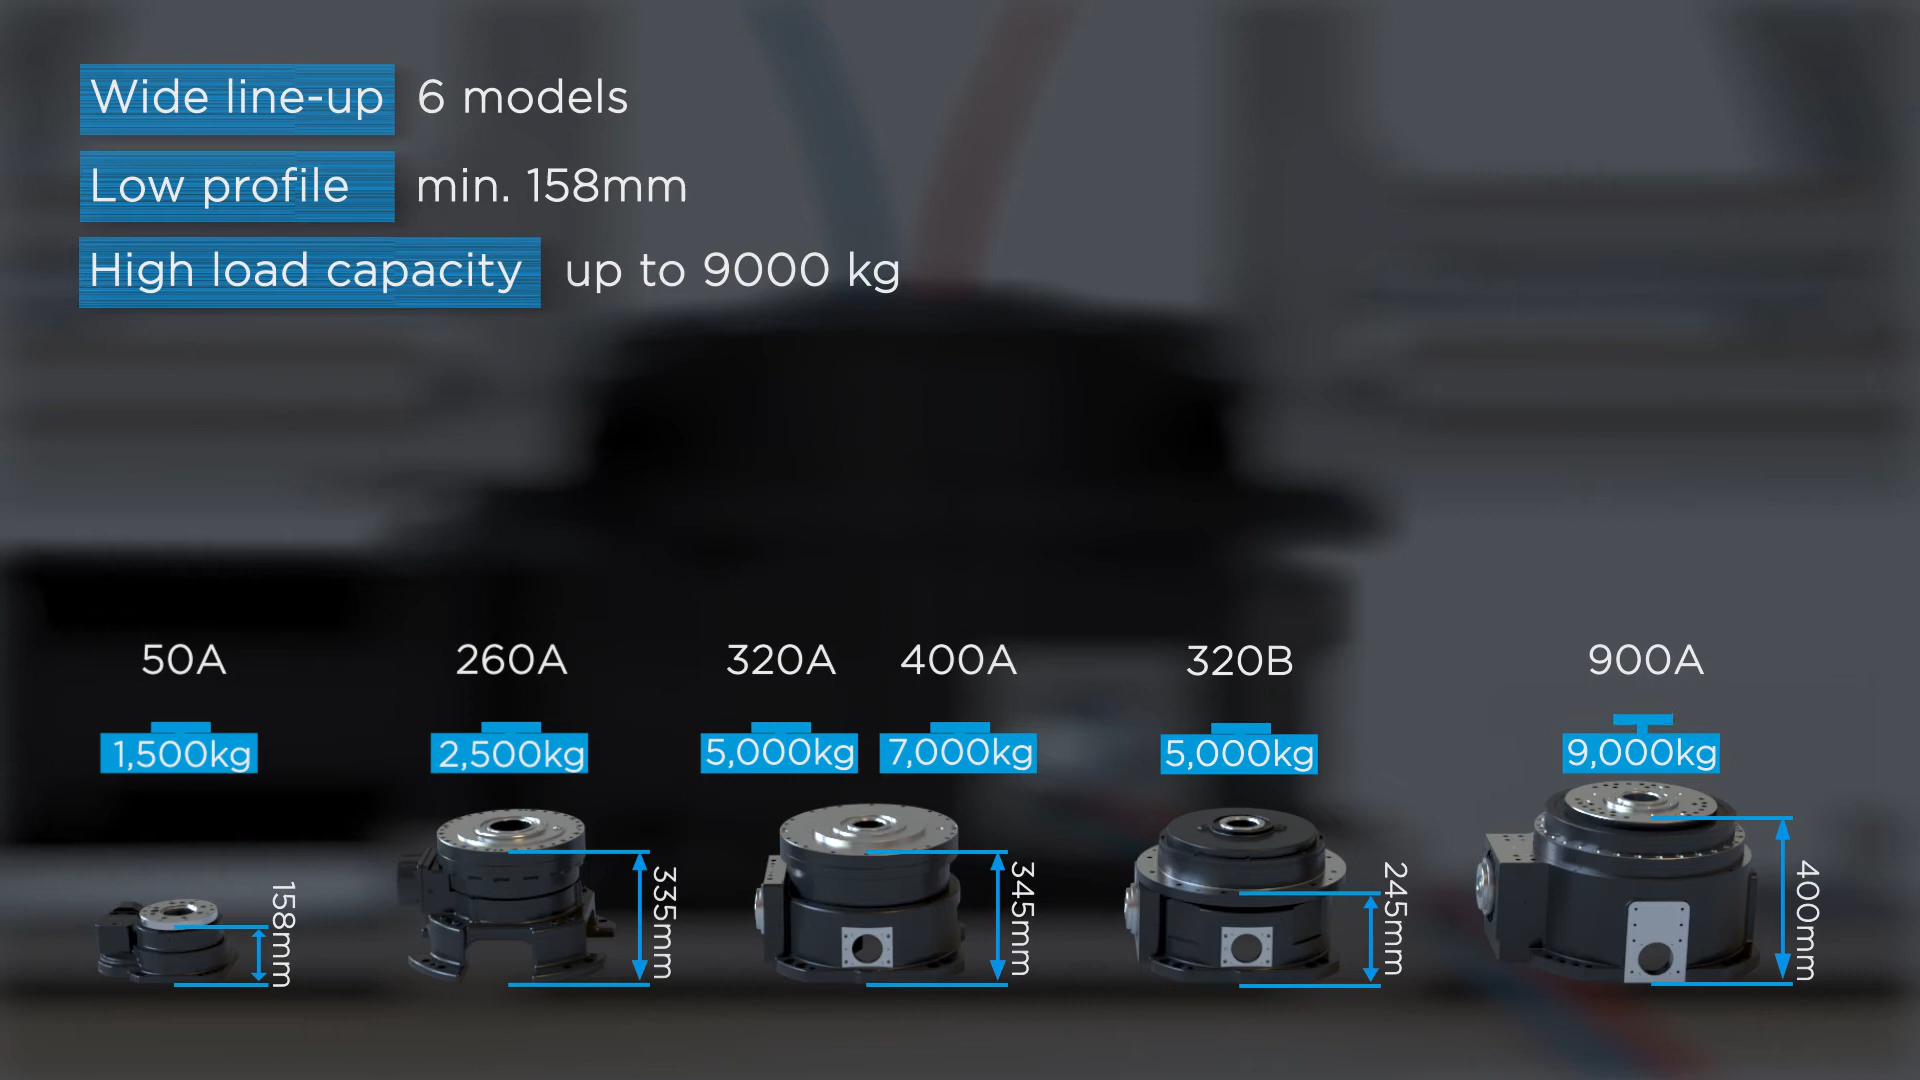 Wide line-up 6 models
Low profile min. 158mm
High load capacity up to 9000 kg
50A 260A 320A 400A 320B 900A
1,500kg 2,500kg 5,000kg 7,000kg 5,000kg 9,000kg
158mm 335mm 345mm 245mm 400mm